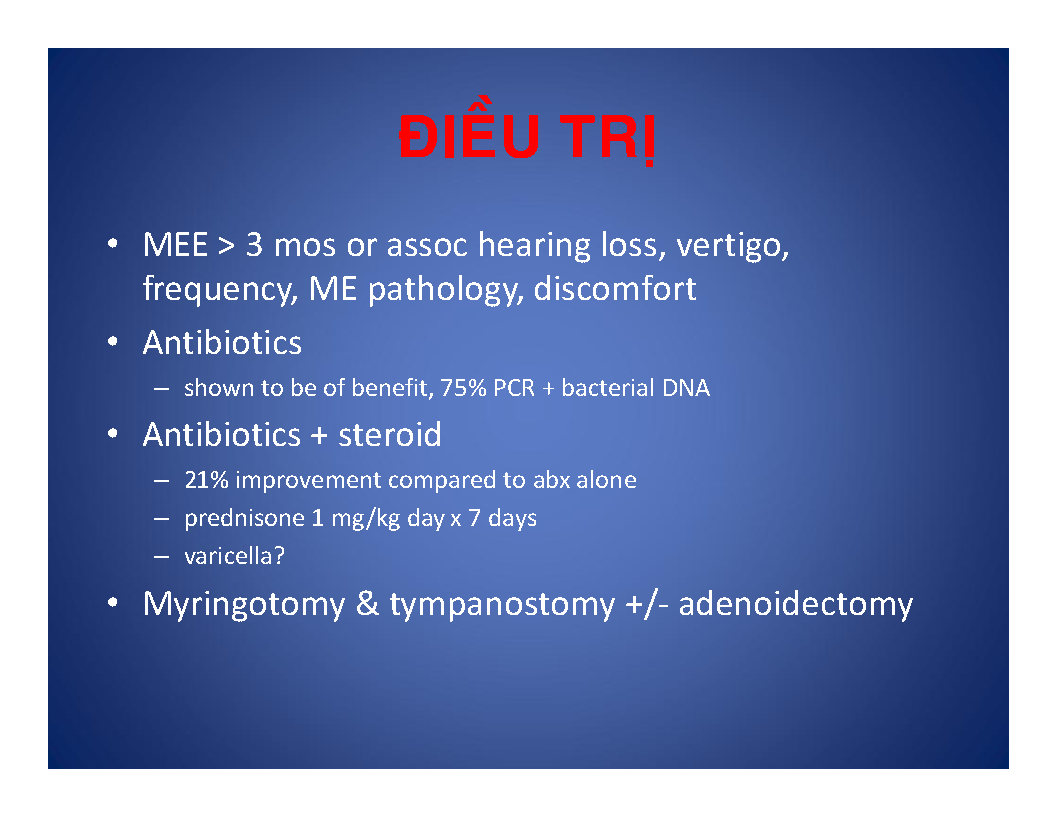 ĐIỀU TRỊ
• MEE > 3 mos or assoc hearing loss, vertigo,
frequency, ME pathology, discomfort
• Antibiotics
– shown to be of benefit, 75% PCR + bacterial DNA
• Antibiotics + steroid
– 21% improvement compared to abx alone
– prednisone 1 mg/kg day x 7 days
– varicella?
• Myringotomy & tympanostomy +/- adenoidectomy